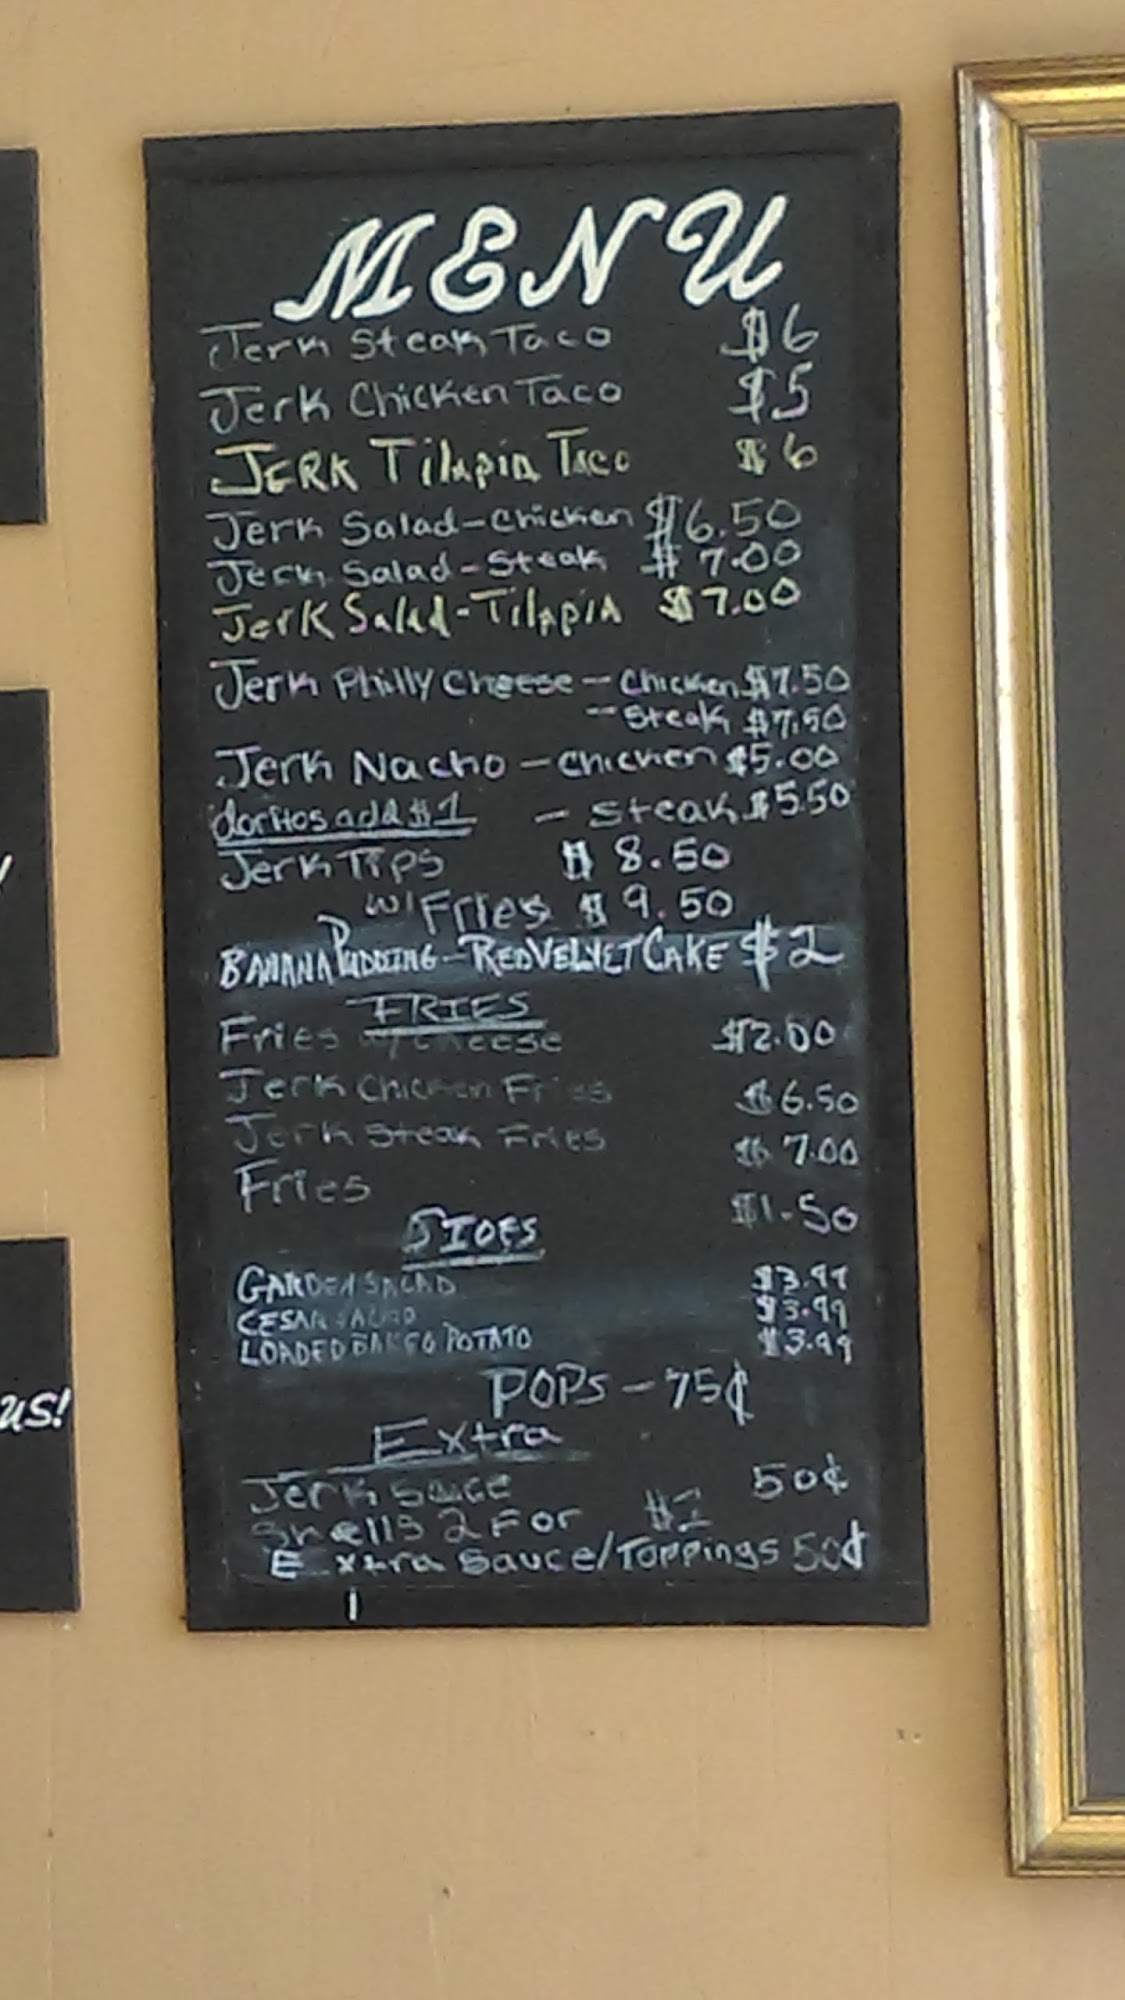 MENU
Jerk Steak Taco $6
Jerk Chicken Taco $5
JERK Tilapia Taco $6
Jerk Salad-Chicken $6.50
Jerk Salad-Steak $7.00
Jerk Salad-Tilapia $7.00
Jerk Philly Cheese - Chicken $7.50
- Steak $7.50
Jerk Nacho - Chicken $5.00
doritos add $1 - Steak $5.50
Jerk Tips $8.50
w/ Fries $9.50
BANANA PUDDING - RED VELVET CAKE $2
FRIES
Fries w/ Cheese $2.00
Jerk Chicken Fries $6.50
Jerk Steak Fries $7.00
Fries $1.50
SIDES
GARDEN SALAD $3.99
CESAR SALAD $3.99
LOADED BAKED POTATO $3.99
POPS - 75¢
Extra
Jerk Sauce 50¢
Shells 2 For $1
Extra Sauce/Toppings 50¢
us!